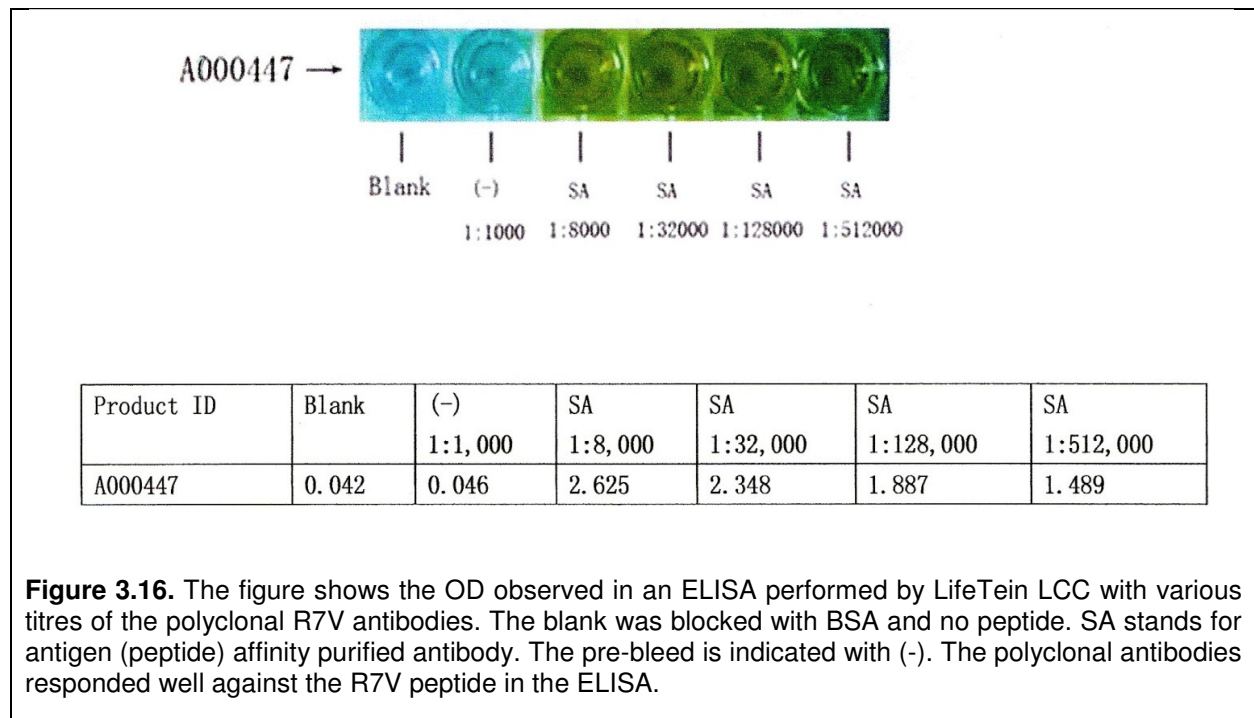 A000447 →
Blank (-) SA SA SA SA
1:1000 1:8000 1:32000 1:128000 1:512000
Product ID Blank (-) SA SA SA SA
1:1,000 1:8,000 1:32,000 1:128,000 1:512,000
A000447 0.042 0.046 2.625 2.348 1.887 1.489
Figure 3.16. The figure shows the OD observed in an ELISA performed by LifeTein LCC with various
titres of the polyclonal R7V antibodies. The blank was blocked with BSA and no peptide. SA stands for
antigen (peptide) affinity purified antibody. The pre-bleed is indicated with (-). The polyclonal antibodies
responded well against the R7V peptide in the ELISA.